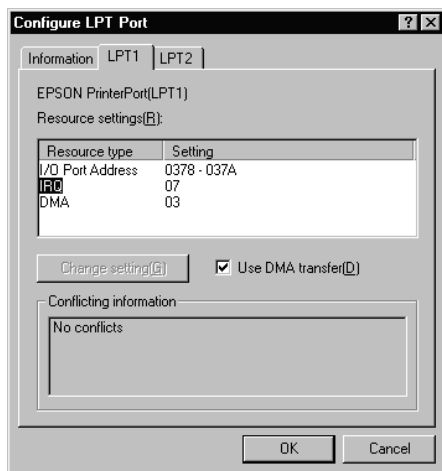 Configure LPT Port
Information LPT1 LPT2
EPSON PrinterPort(LPT1)
Resource settings(R):
Resource type Setting
I/O Port Address 0378 - 037A
IRQ 07
DMA 03
Change setting(G) Use DMA transfer(D)
Conflicting information
No conflicts
OK Cancel